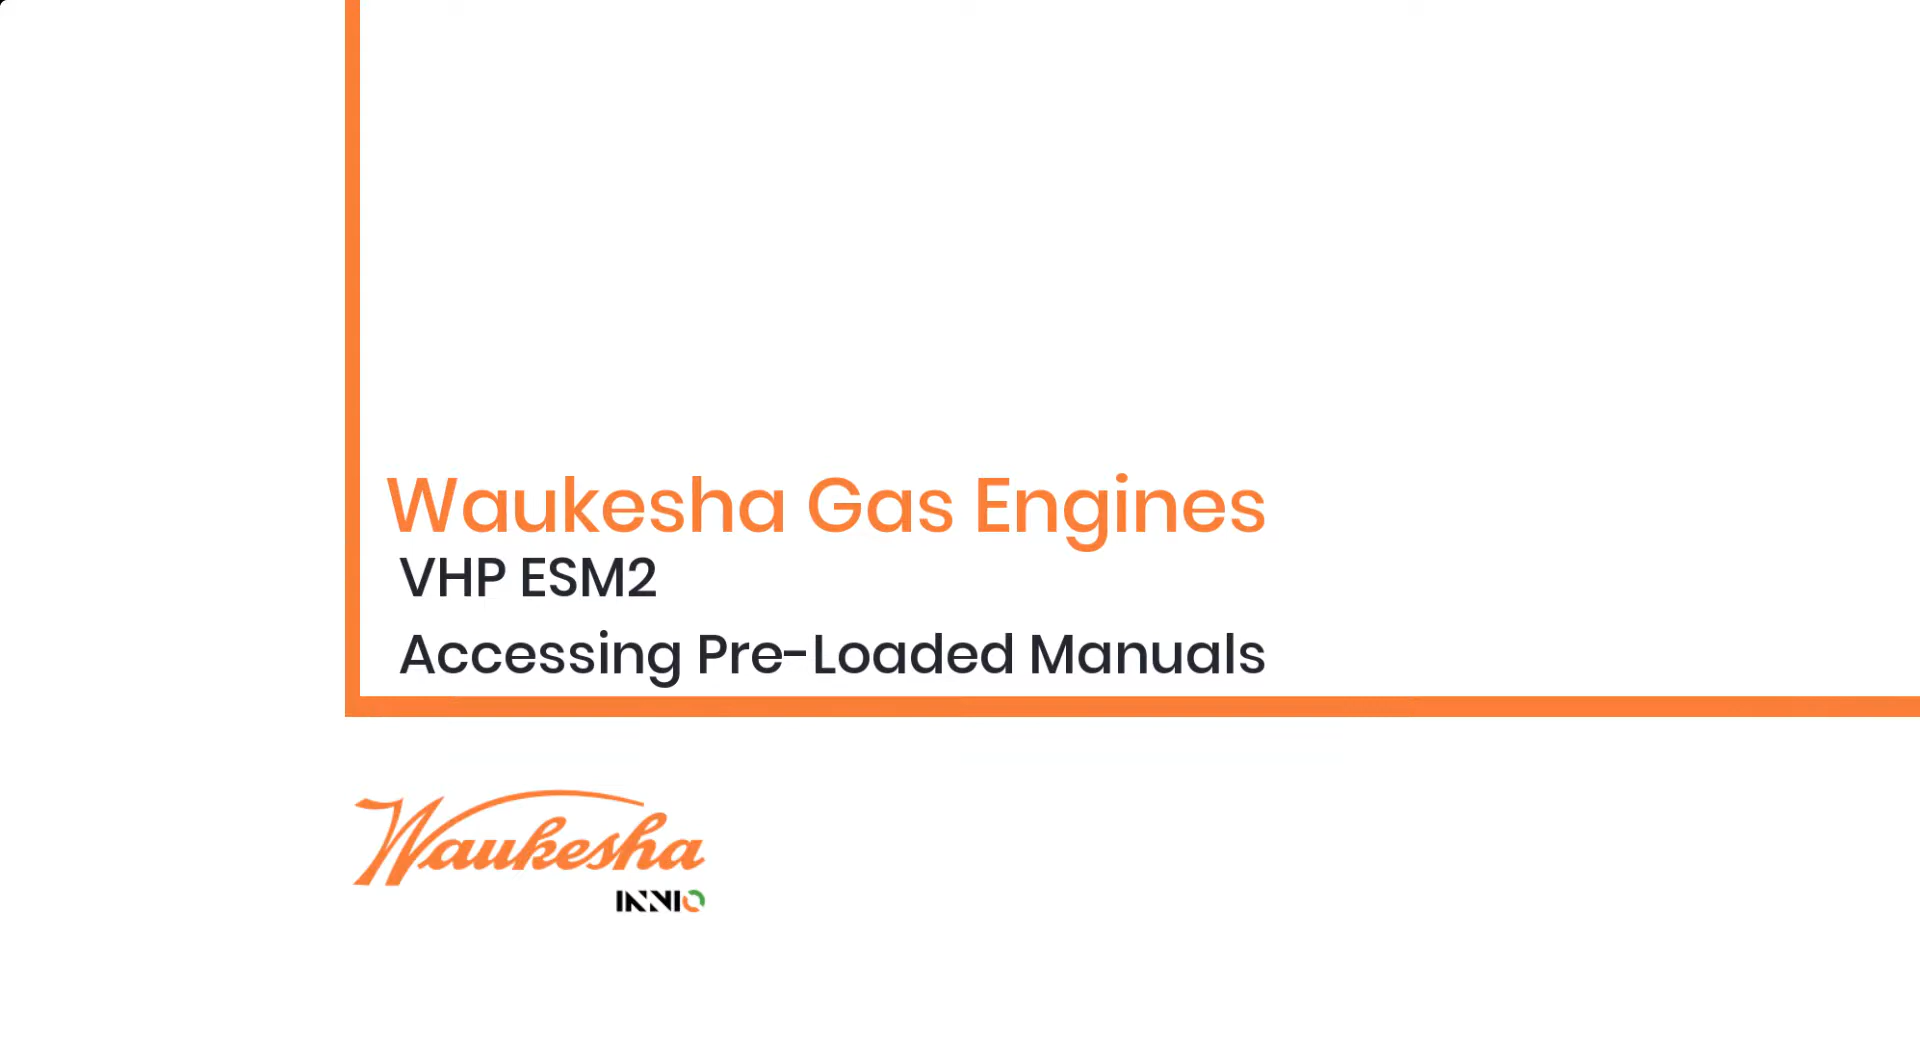 Waukesha Gas Engines
VHP ESM2
Accessing Pre-Loaded Manuals
Waukesha
INNIO